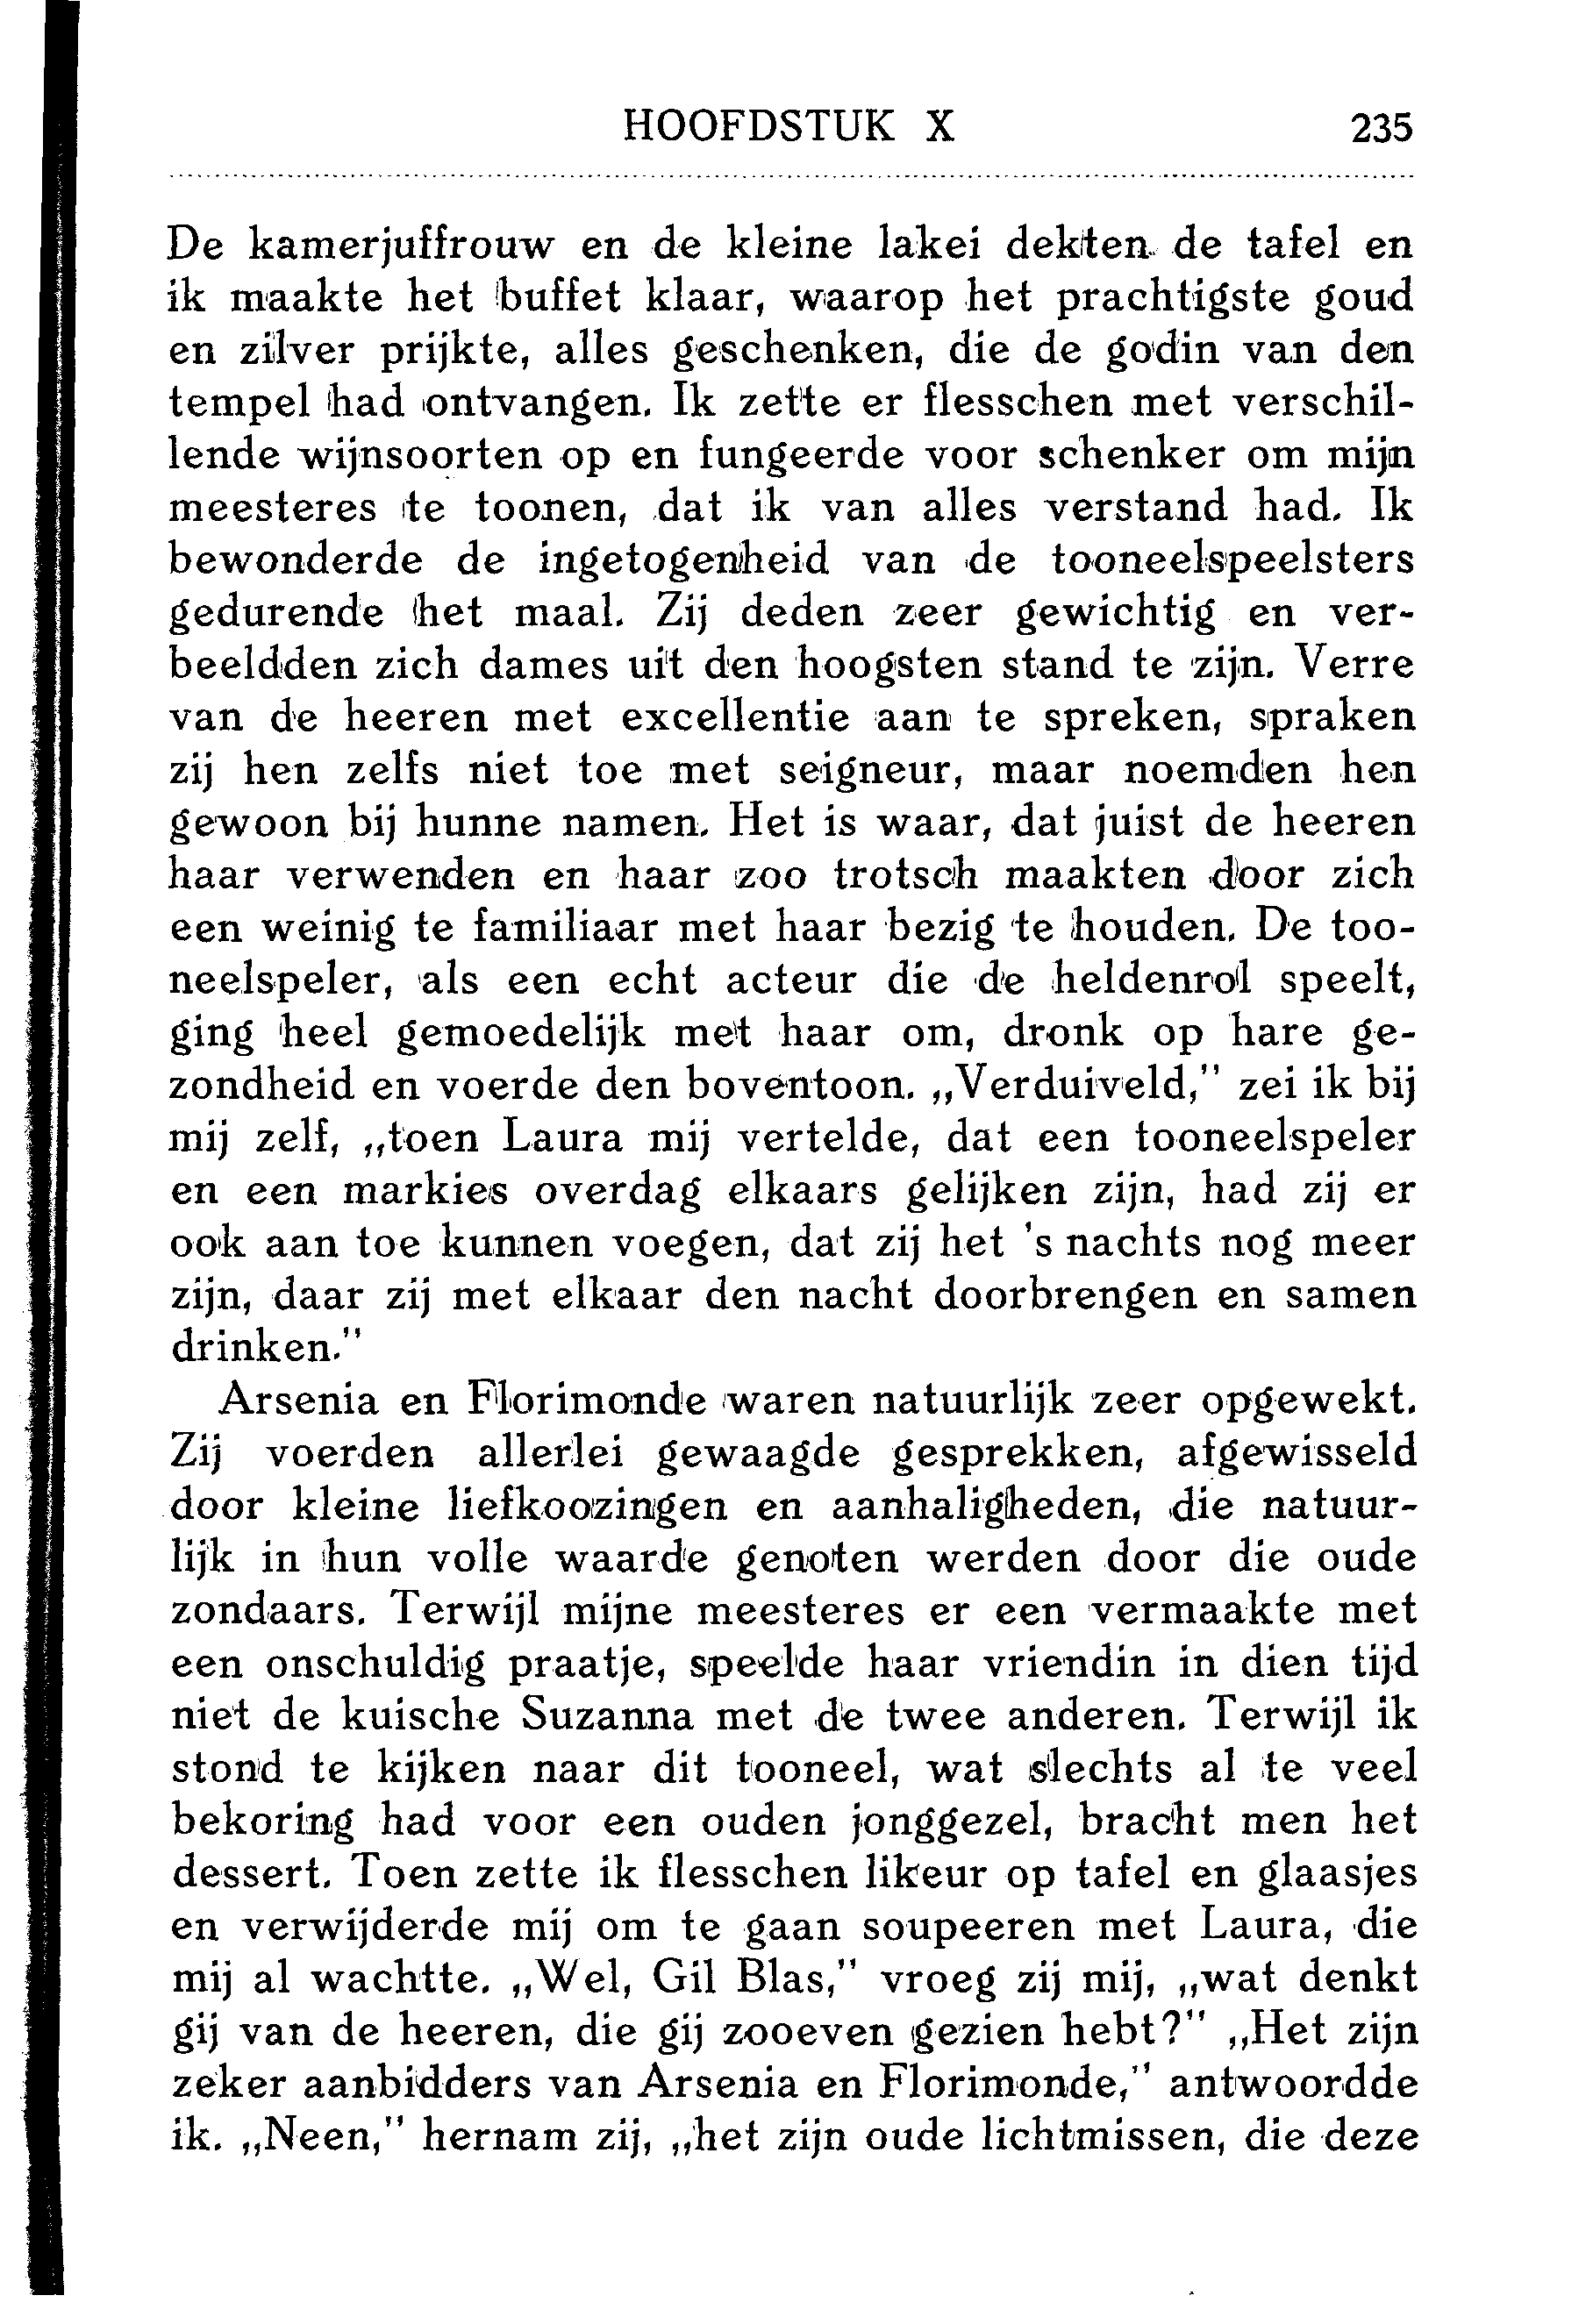 HOOFDSTUK X 235
De kamerjuffrouw en de kleine lakei dekten de tafel en
ik maakte het buffet klaar, waarop het prachtigste goud
en zilver prijkte, alles geschenken, die de godin van den
tempel had ontvangen. Ik zette er flesschen met verschil-
lende wijnsoorten op en fungeerde voor schenker om mijn
meesteres te toonen, dat ik van alles verstand had. Ik
bewonderde de ingetogenheid van de tooneelspeelsters
gedurende het maal. Zij deden zeer gewichtig en ver-
beeldden zich dames uit den hoogsten stand te zijn. Verre
van de heeren met excellentie aan te spreken, spraken
zij hen zelfs niet toe met seigneur, maar noemden hen
gewoon bij hunne namen. Het is waar, dat juist de heeren
haar verwenden en haar zoo trotsch maakten door zich
een weinig te familiaar met haar bezig te houden. De too-
neelspeler, als een echt acteur die de heldenrol speelt,
ging heel gemoedelijk met haar om, dronk op hare ge-
zondheid en voerde den boventoon. „Verduiveld," zei ik bij
mij zelf, „toen Laura mij vertelde, dat een tooneelspeler
en een markies overdag elkaars gelijken zijn, had zij er
ook aan toe kunnen voegen, dat zij het 's nachts nog meer
zijn, daar zij met elkaar den nacht doorbrengen en samen
drinken."
Arsenia en Florimonde waren natuurlijk zeer opgewekt.
Zij voerden allerlei gewaagde gesprekken, afgewisseld
door kleine liefkoozingen en aanhaligheden, die natuur-
lijk in hun volle waarde genoten werden door die oude
zondaars. Terwijl mijne meesteres er een vermaakte met
een onschuldig praatje, speelde haar vriendin in dien tijd
niet de kuische Suzanna met de twee anderen. Terwijl ik
stond te kijken naar dit tooneel, wat slechts al te veel
bekoring had voor een ouden jonggezel, bracht men het
dessert. Toen zette ik flesschen likeur op tafel en glaasjes
en verwijderde mij om te gaan soupeeren met Laura, die
mij al wachtte. „Wel, Gil Blas," vroeg zij mij, „wat denkt
gij van de heeren, die gij zooeven gezien hebt?" „Het zijn
zeker aanbidders van Arsenia en Florimonde," antwoordde
ik. „Neen," hernam zij, „het zijn oude lichtmissen, die deze